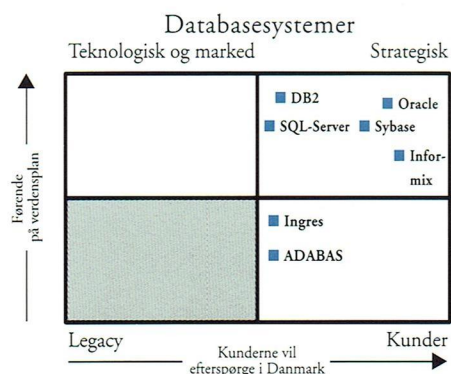 Databasesystemer
Teknologisk og marked
Strategisk
Førende
på verdensplan
DB2
Oracle
SQL-Server
Sybase
Infor-
mix
Ingres
ADABAS
Legacy
Kunder
Kunderne vil
efterspørge i Danmark